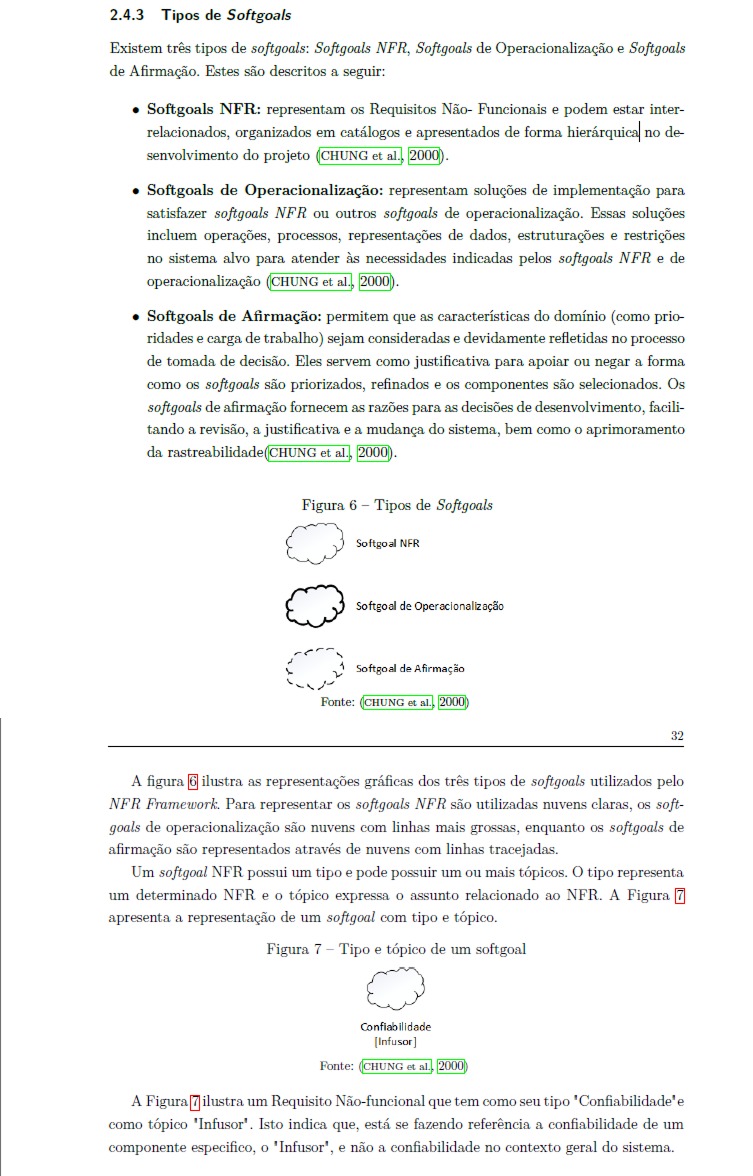 2.4.3 Tipos de Softgoals
Existem três tipos de softgoals: Softgoals NFR, Softgoals de Operacionalização e Softgoals
de Afirmação. Estes são descritos a seguir:
• Softgoals NFR: representam os Requisitos Não- Funcionais e podem estar inter-
relacionados, organizados em catálogos e apresentados de forma hierárquica no de-
senvolvimento do projeto (CHUNG et al., 2000).
• Softgoals de Operacionalização: representam soluções de implementação para
satisfazer softgoals NFR ou outros softgoals de operacionalização. Essas soluções
incluem operações, processos, representações de dados, estruturações e restrições
no sistema alvo para atender às necessidades indicadas pelos softgoals NFR e de
operacionalização (CHUNG et al., 2000).
• Softgoals de Afirmação: permitem que as características do domínio (como prio-
ridades e carga de trabalho) sejam consideradas e devidamente refletidas no processo
de tomada de decisão. Eles servem como justificativa para apoiar ou negar a forma
como os softgoals são priorizados, refinados e os componentes são selecionados. Os
softgoals de afirmação fornecem as razões para as decisões de desenvolvimento, facili-
tando a revisão, a justificativa e a mudança do sistema, bem como o aprimoramento
da rastreabilidade(CHUNG et al., 2000).
Figura 6 – Tipos de Softgoals
Softgoal NFR
Softgoal de Operacionalização
Softgoal de Afirmação
Fonte: (CHUNG et al., 2000)
32
A figura 6 ilustra as representações gráficas dos três tipos de softgoals utilizados pelo
NFR Framework. Para representar os softgoals NFR são utilizadas nuvens claras, os soft-
goals de operacionalização são nuvens com linhas mais grossas, enquanto os softgoals de
afirmação são representados através de nuvens com linhas tracejadas.
Um softgoal NFR possui um tipo e pode possuir um ou mais tópicos. O tipo representa
um determinado NFR e o tópico expressa o assunto relacionado ao NFR. A Figura 7
apresenta a representação de um softgoal com tipo e tópico.
Figura 7 – Tipo e tópico de um softgoal
Confiabilidade
[Infusor]
Fonte: (CHUNG et al., 2000)
A Figura 7 ilustra um Requisito Não-funcional que tem como seu tipo "Confiabilidade"e
como tópico "Infusor". Isto indica que, está se fazendo referência a confiabilidade de um
componente especifico, o "Infusor", e não a confiabilidade no contexto geral do sistema.